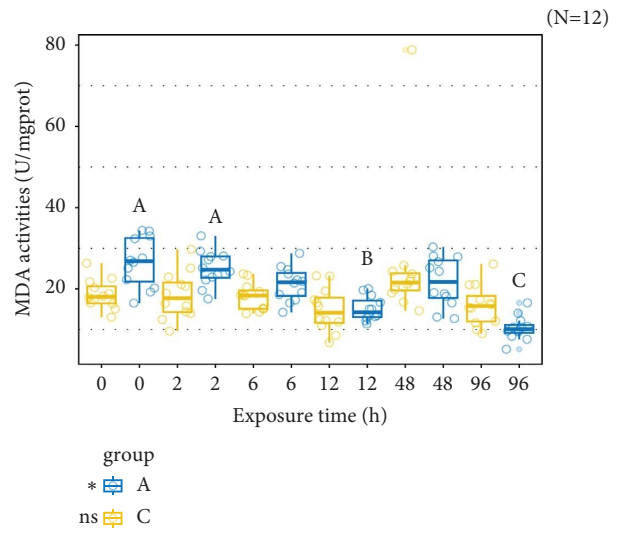 (N=12)
MDA activities (U/mgprot)
80
60
40
20
A
A
B
C
0 0 2 2 6 6 12 12 48 48 96 96
Exposure time (h)
group
* A
ns C